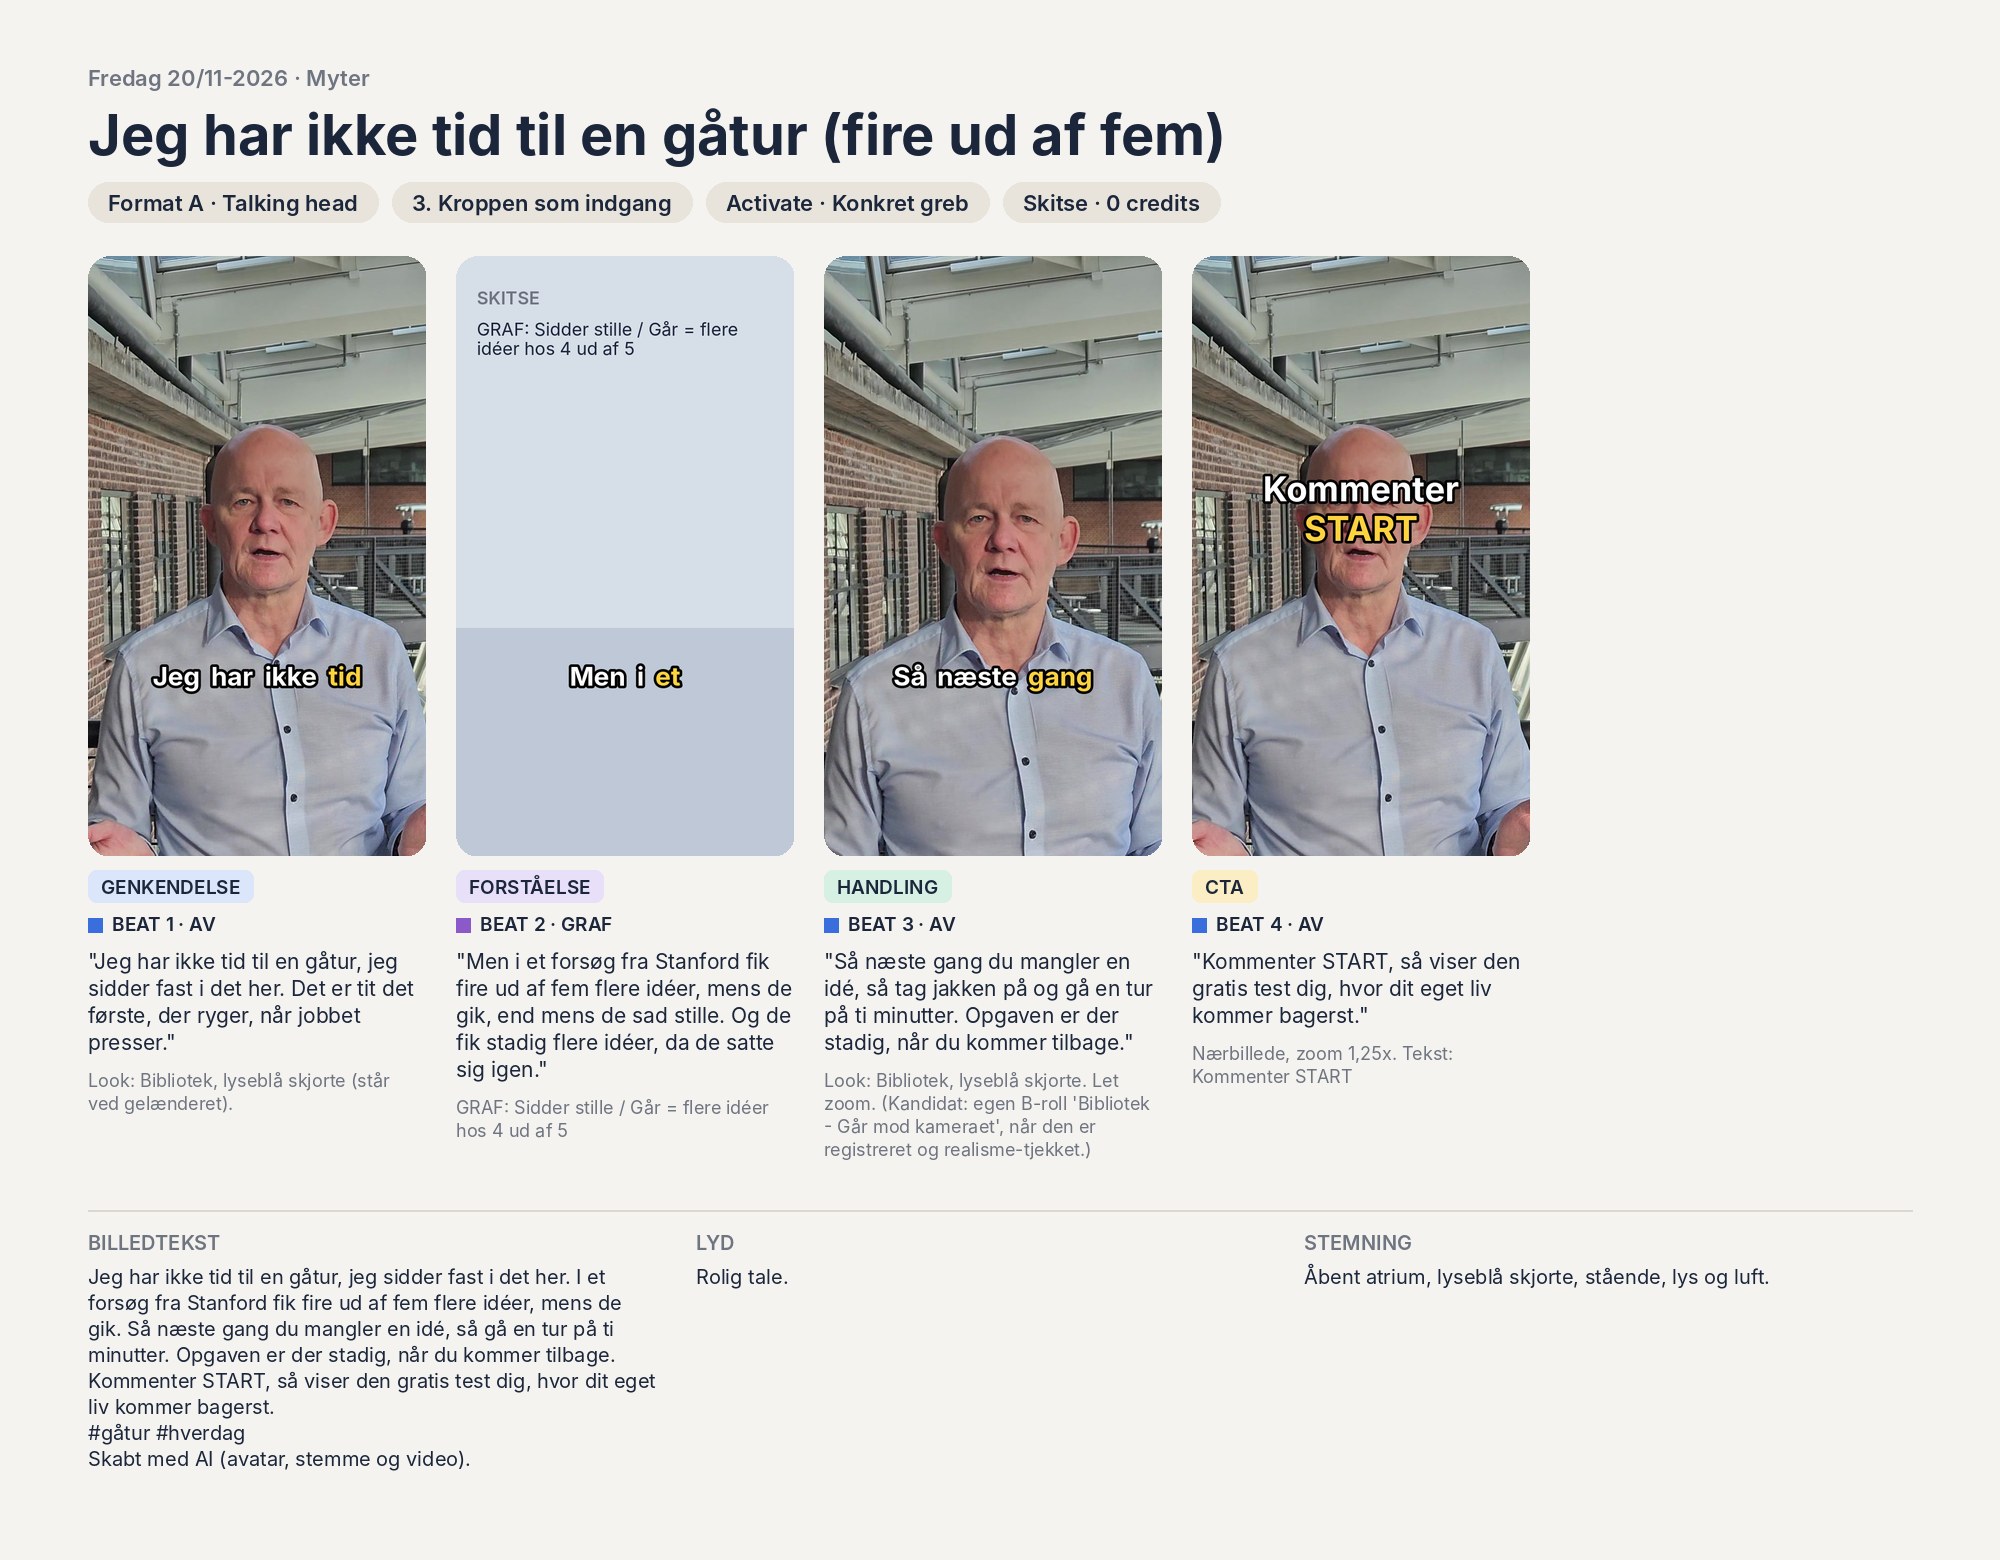 Fredag 20/11-2026 · Myter
Jeg har ikke tid til en gåtur (fire ud af fem)
Format A · Talking head
3. Kroppen som indgang
Activate · Konkret greb
Skitse · 0 credits
Jeg har ikke tid
SKITSE
GRAF: Sidder stille / Går = flere
idéer hos 4 ud af 5
Men i et
Så næste gang
Kommenter
START
GENKENDELSE
BEAT 1 · AV
"Jeg har ikke tid til en gåtur, jeg
sidder fast i det her. Det er tit det
første, der ryger, når jobbet
presser."
Look: Bibliotek, lyseblå skjorte (står
ved gelænderet).
FORSTÅELSE
BEAT 2 · GRAF
"Men i et forsøg fra Stanford fik
fire ud af fem flere idéer, mens de
gik, end mens de sad stille. Og de
fik stadig flere idéer, da de satte
sig igen."
GRAF: Sidder stille / Går = flere idéer
hos 4 ud af 5
HANDLING
BEAT 3 · AV
"Så næste gang du mangler en
idé, så tag jakken på og gå en tur
på ti minutter. Opgaven er der
stadig, når du kommer tilbage."
Look: Bibliotek, lyseblå skjorte. Let
zoom. (Kandidat: egen B-roll 'Bibliotek
- Går mod kameraet', når den er
registreret og realisme-tjekket.)
CTA
BEAT 4 · AV
"Kommenter START, så viser den
gratis test dig, hvor dit eget liv
kommer bagerst."
Nærbillede, zoom 1,25x. Tekst:
Kommenter START
BILLEDTEKST
Jeg har ikke tid til en gåtur, jeg sidder fast i det her. I et
forsøg fra Stanford fik fire ud af fem flere idéer, mens de
gik. Så næste gang du mangler en idé, så gå en tur på ti
minutter. Opgaven er der stadig, når du kommer tilbage.
Kommenter START, så viser den gratis test dig, hvor dit eget
liv kommer bagerst.
#gåtur #hverdag
Skabt med AI (avatar, stemme og video).
LYD
Rolig tale.
STEMNING
Åbent atrium, lyseblå skjorte, stående, lys og luft.